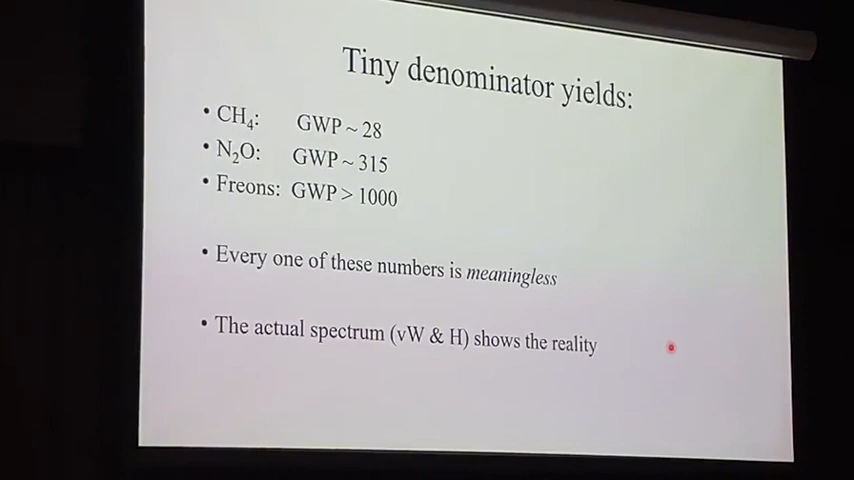 Tiny denominator yields:
• CH₄: GWP ~ 28
• N₂O: GWP ~ 315
• Freons: GWP > 1000
• Every one of these numbers is meaningless
• The actual spectrum (vW & H) shows the reality